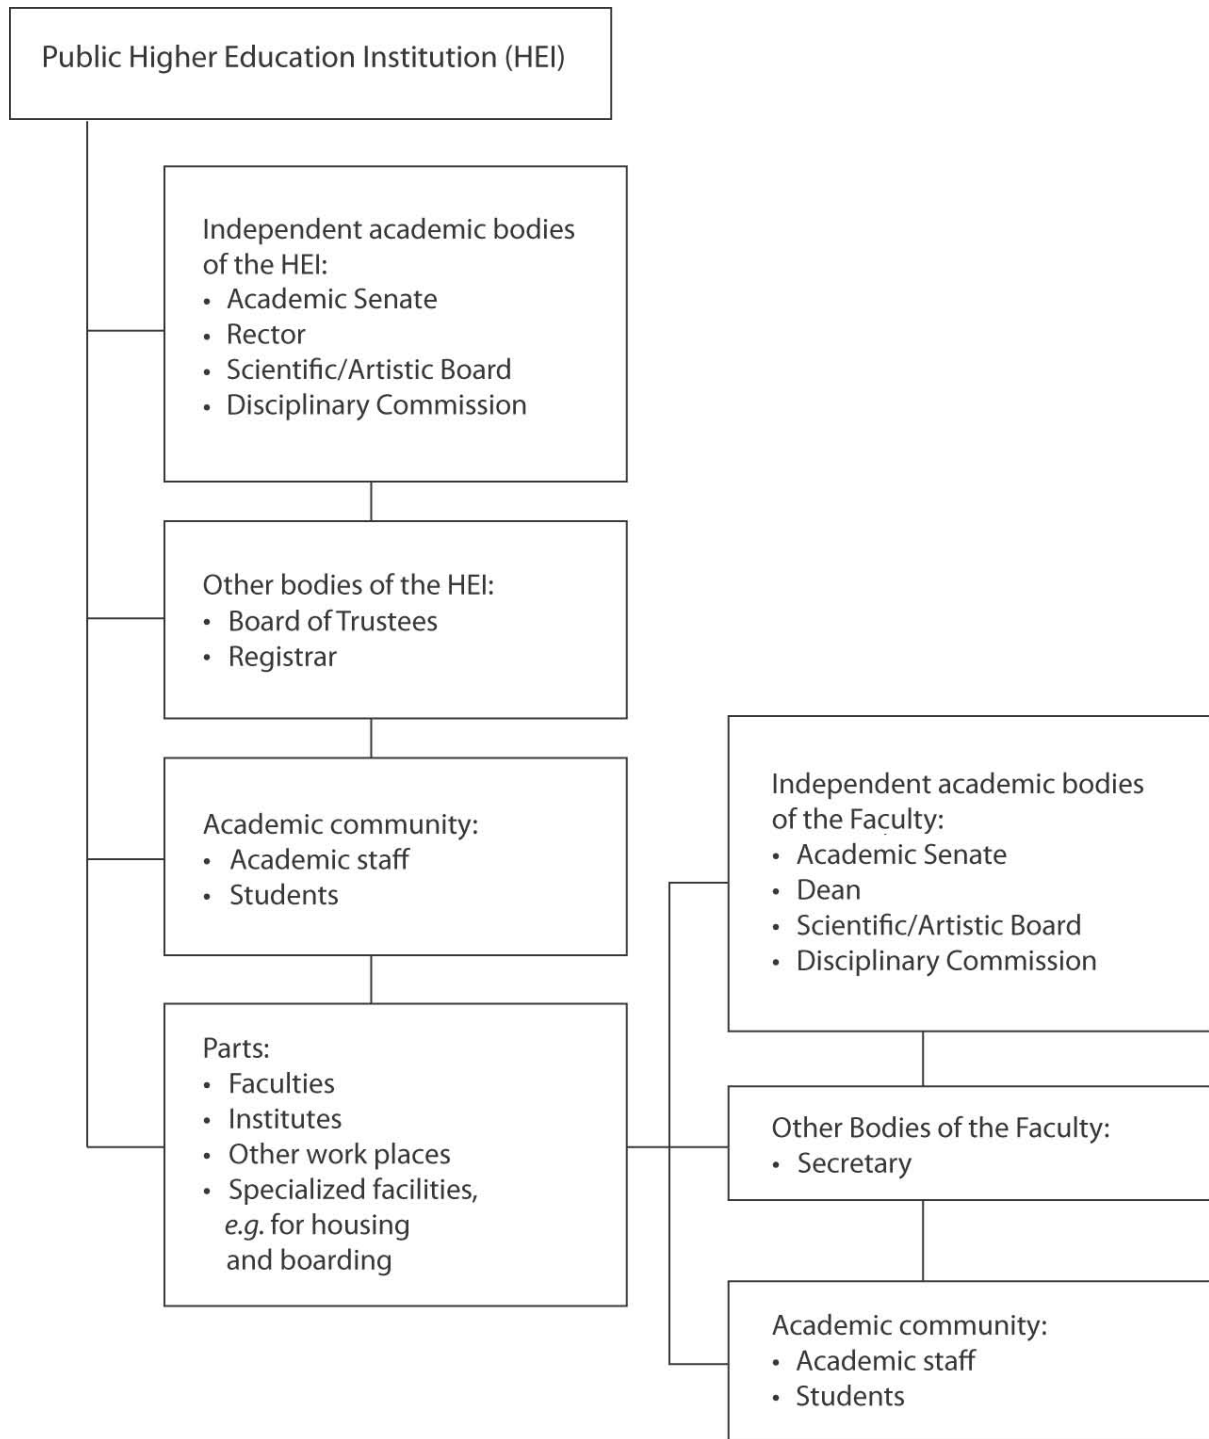 Public Higher Education Institution (HEI)
Independent academic bodies
of the HEI:
• Academic Senate
• Rector
• Scientific/Artistic Board
• Disciplinary Commission
Other bodies of the HEI:
• Board of Trustees
• Registrar
Academic community:
• Academic staff
• Students
Parts:
• Faculties
• Institutes
• Other work places
• Specialized facilities,
e.g. for housing
and boarding
Independent academic bodies
of the Faculty:
• Academic Senate
• Dean
• Scientific/Artistic Board
• Disciplinary Commission
Other Bodies of the Faculty:
• Secretary
Academic community:
• Academic staff
• Students